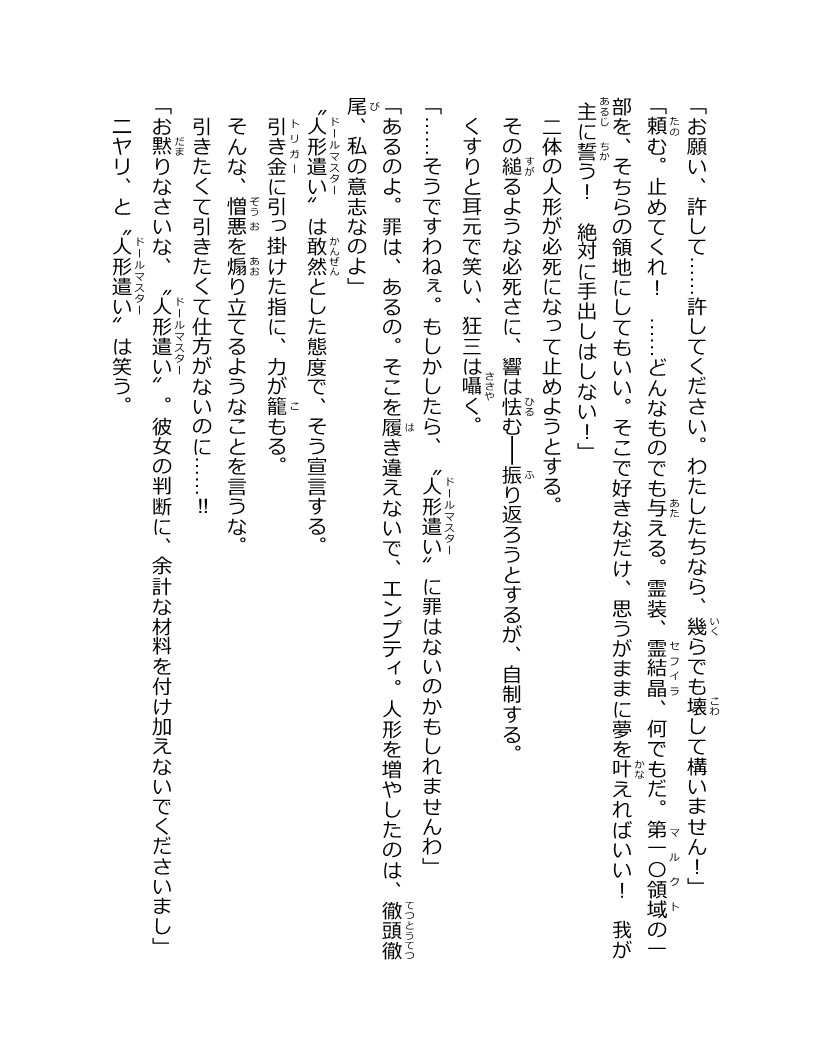 「お願い、許して……許してください。わたしたちなら、幾らでも壊して構いません！」
「頼む。止めてくれ！　……どんなものでも与える。霊装、霊結晶、何でもだ。第一〇領域の一
部を、そちらの領地にしてもいい。そこで好きなだけ、思うがままに夢を叶えればいい！　我が
主に誓う！　絶対に手出しはしない！」
　二体の人形が必死になって止めようとする。
　その縋るような必死さに、響は怯む──振り返ろうとするが、自制する。
　くすりと耳元で笑い、狂三は囁く。
「……そうですわねぇ。もしかしたら、〝人形遣い〟に罪はないのかもしれませんわ」
「あるのよ。罪は、あるの。そこを履き違えないで、エンプティ。人形を増やしたのは、徹頭徹
尾、私の意志なのよ」
〝人形遣い〟は敢然とした態度で、そう宣言する。
　引き金に引っ掛けた指に、力が籠もる。
　そんな、憎悪を煽り立てるようなことを言うな。
　引きたくて引きたくて仕方がないのに……‼
「お黙りなさいな、〝人形遣い〟。彼女の判断に、余計な材料を付け加えないでくださいまし」
　ニヤリ、と〝人形遣い〟は笑う。